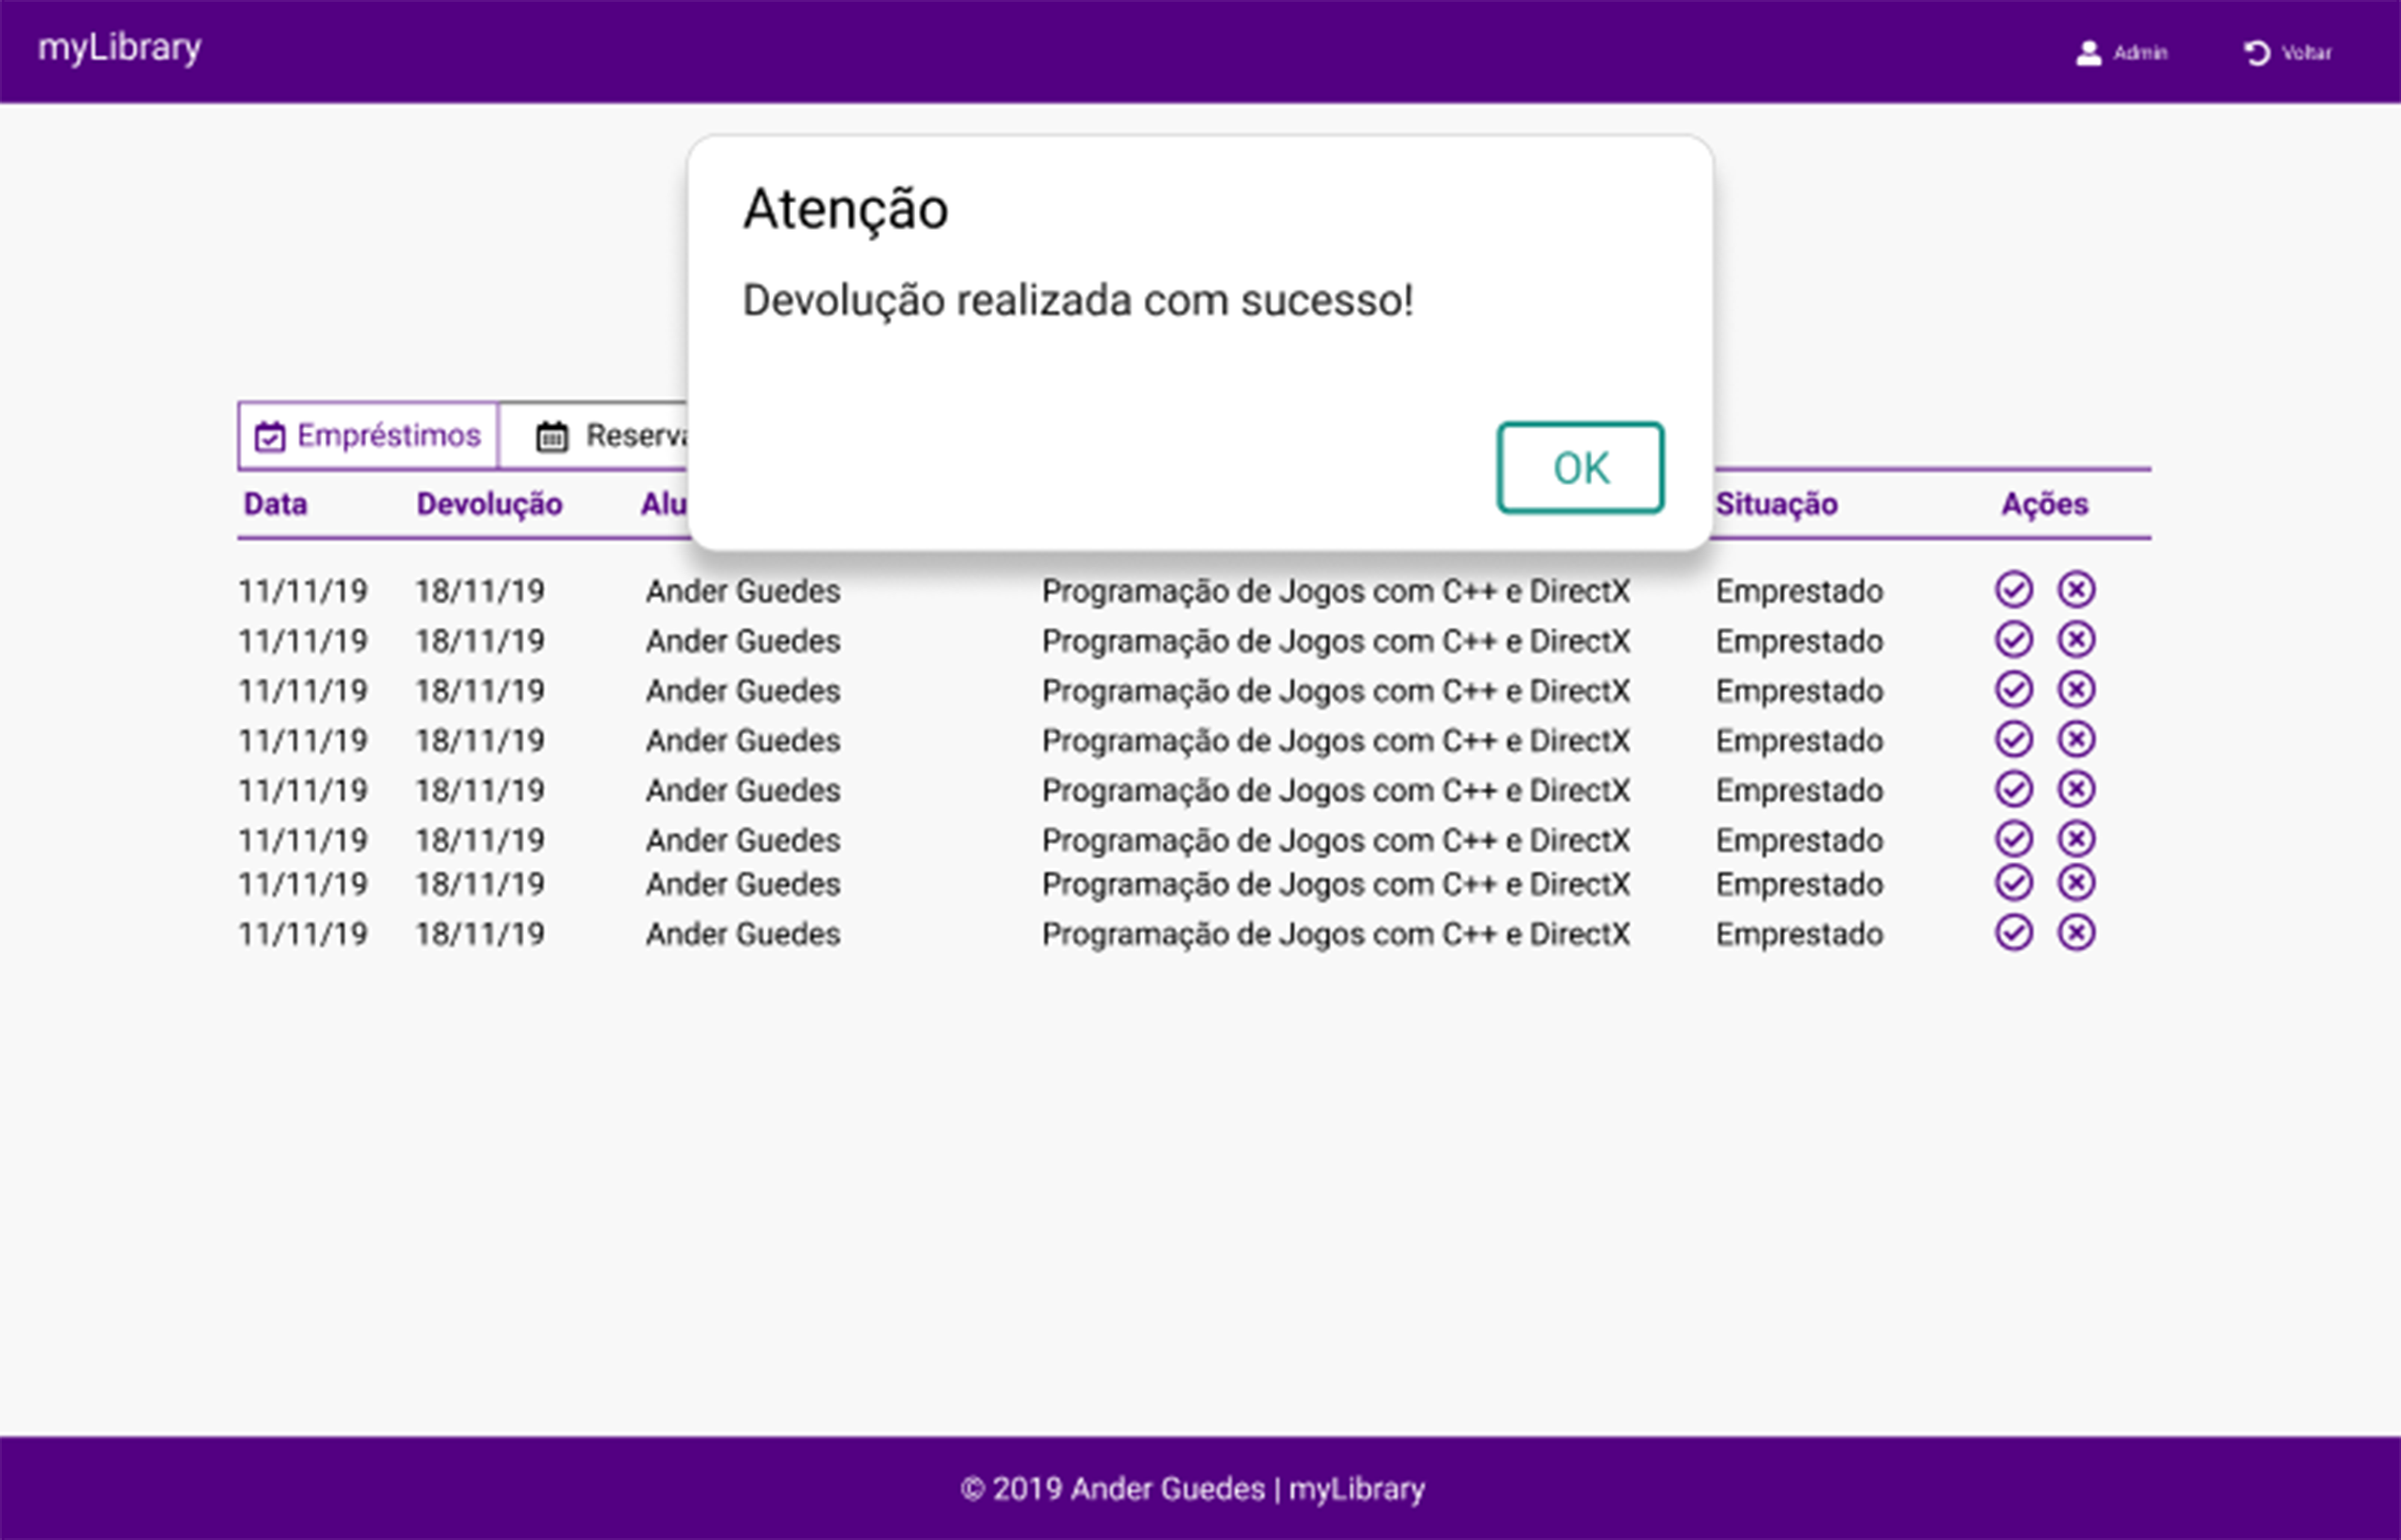 myLibrary
Admin
Voltar
Atenção
Devolução realizada com sucesso!
OK
Empréstimos
Data Devolução Situação Ações
11/11/19 18/11/19 Ander Guedes Programação de Jogos com C++ e DirectX Emprestado
11/11/19 18/11/19 Ander Guedes Programação de Jogos com C++ e DirectX Emprestado
11/11/19 18/11/19 Ander Guedes Programação de Jogos com C++ e DirectX Emprestado
11/11/19 18/11/19 Ander Guedes Programação de Jogos com C++ e DirectX Emprestado
11/11/19 18/11/19 Ander Guedes Programação de Jogos com C++ e DirectX Emprestado
11/11/19 18/11/19 Ander Guedes Programação de Jogos com C++ e DirectX Emprestado
11/11/19 18/11/19 Ander Guedes Programação de Jogos com C++ e DirectX Emprestado
11/11/19 18/11/19 Ander Guedes Programação de Jogos com C++ e DirectX Emprestado
© 2019 Ander Guedes | myLibrary